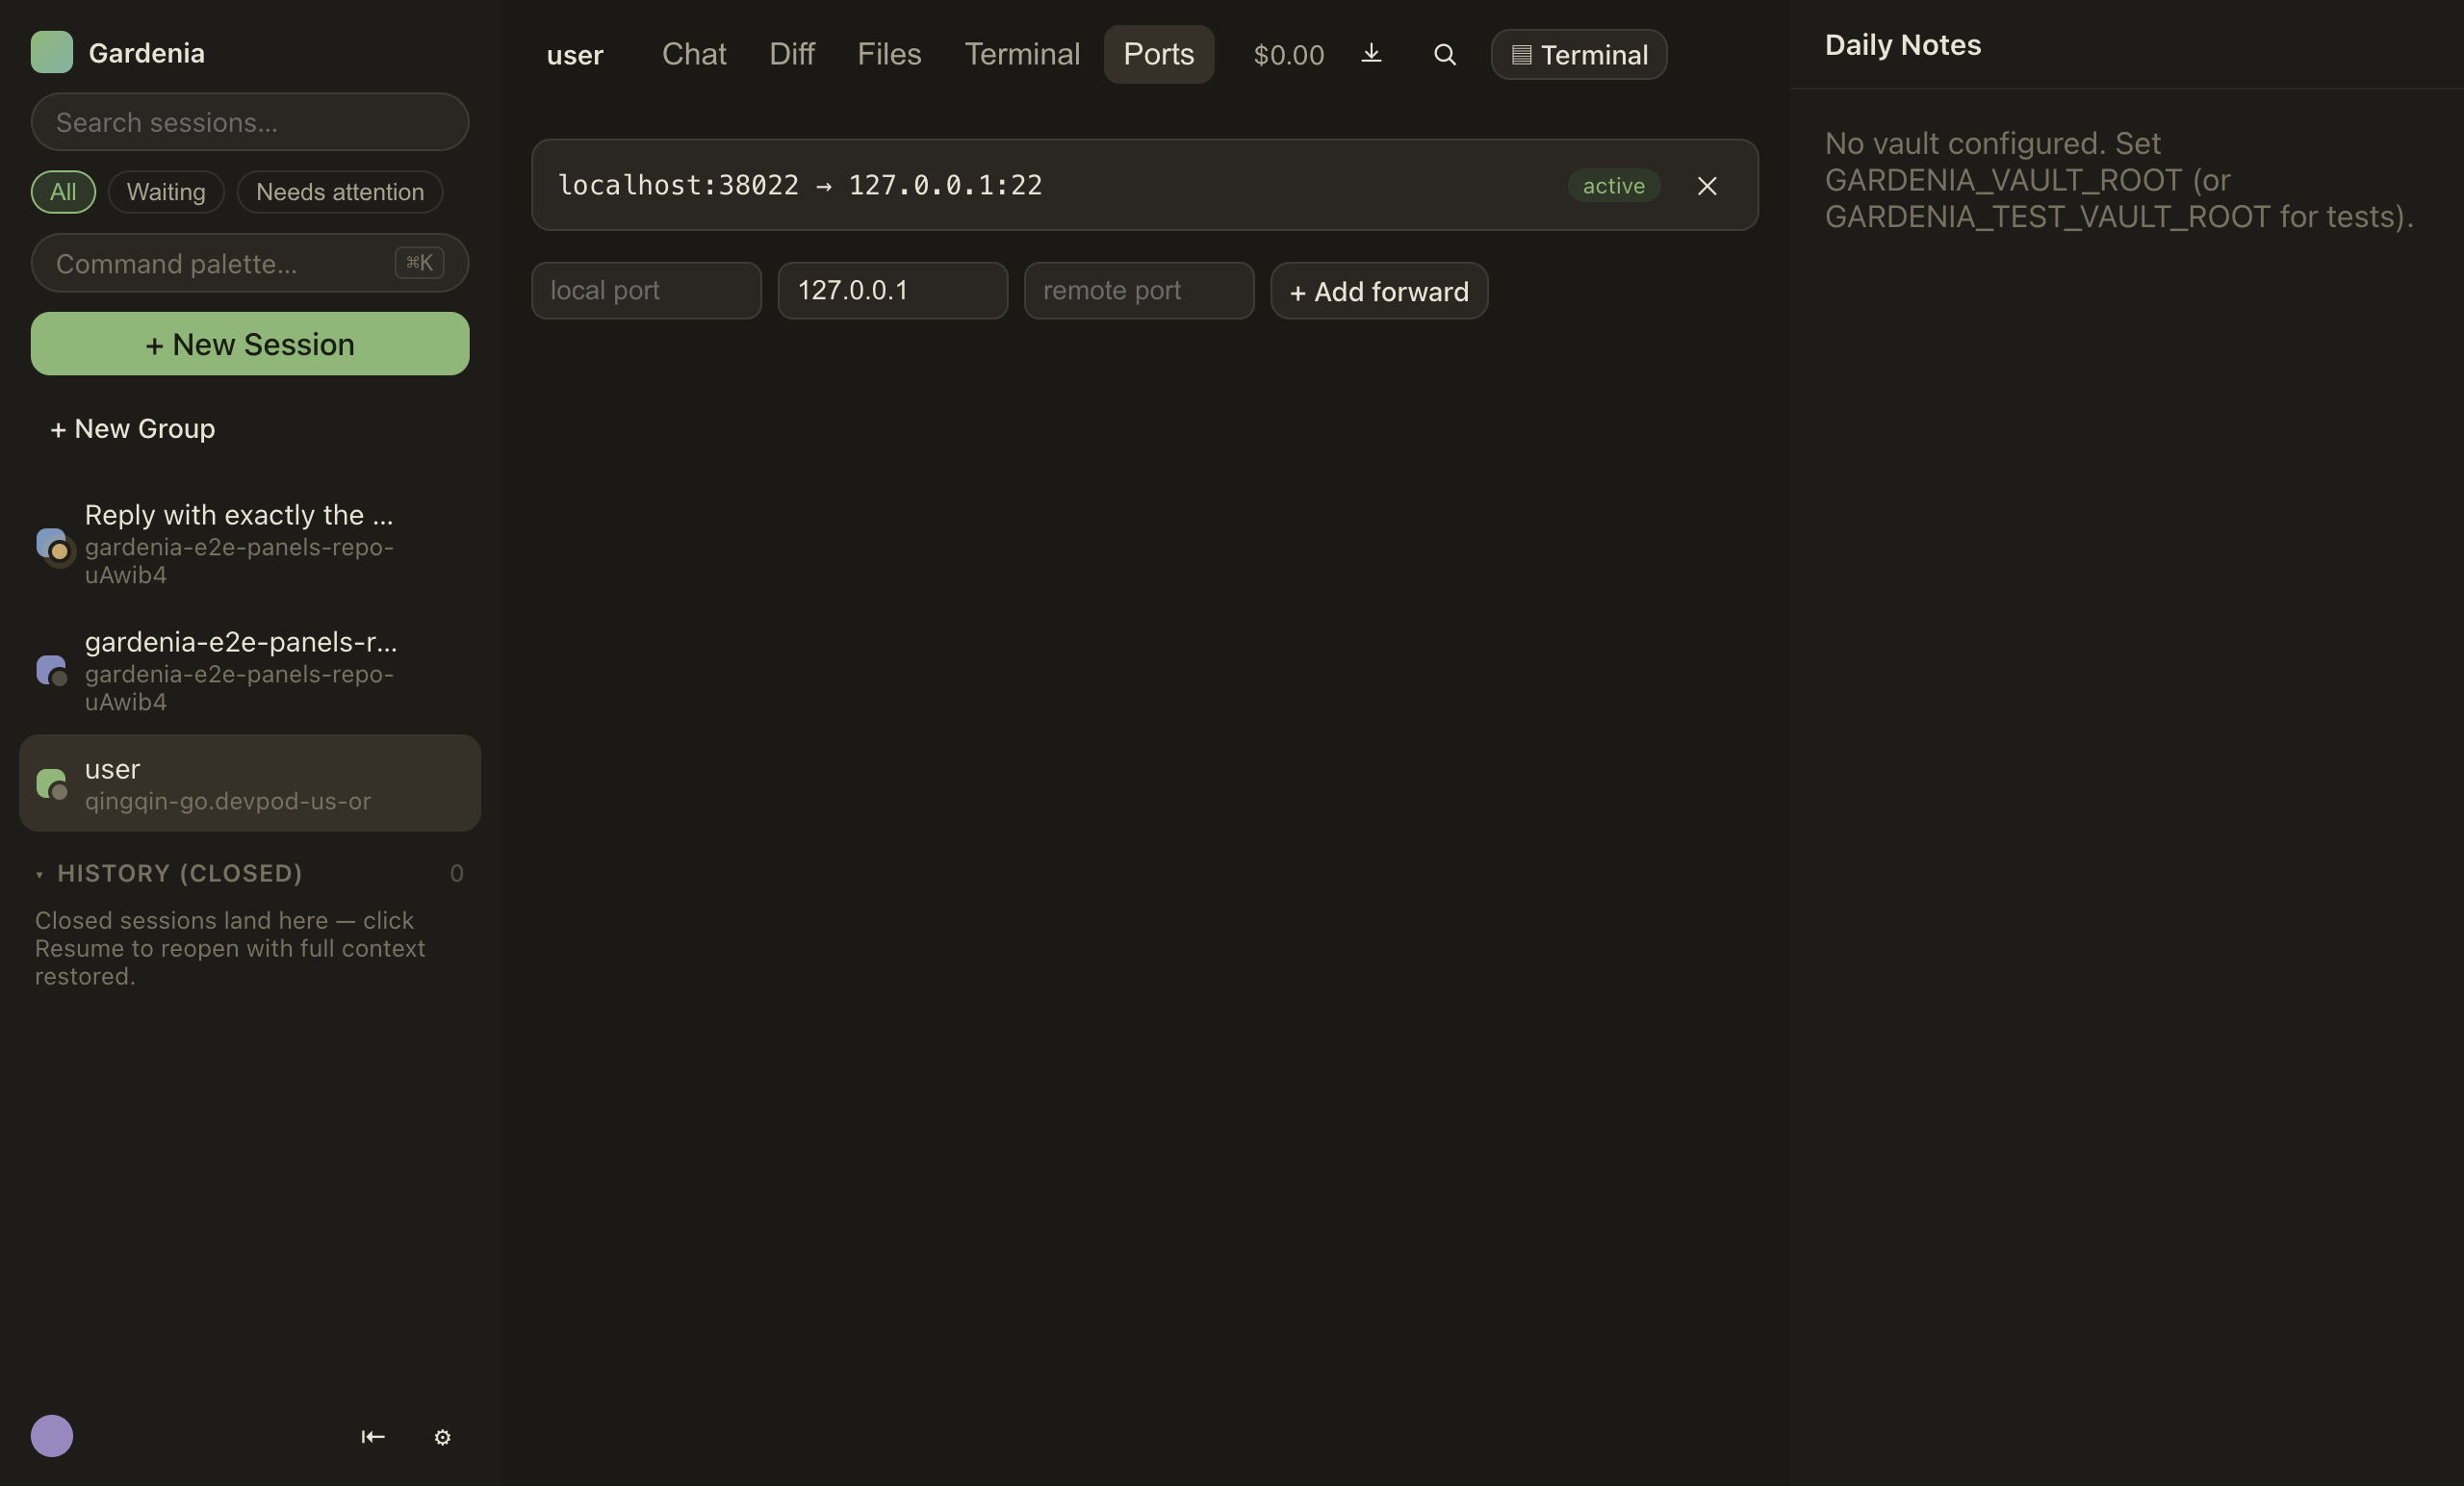 Gardenia
Search sessions...
All
Waiting
Needs attention
Command palette...
⌘K
+ New Session
+ New Group
Reply with exactly the ...
gardenia-e2e-panels-repo-
uAwib4
gardenia-e2e-panels-r...
gardenia-e2e-panels-repo-
uAwib4
user
qingqin-go.devpod-us-or
HISTORY (CLOSED)
0
Closed sessions land here — click
Resume to reopen with full context
restored.
user
Chat
Diff
Files
Terminal
Ports
$0.00
Terminal
localhost:38022 → 127.0.0.1:22
active
local port
127.0.0.1
remote port
+ Add forward
Daily Notes
No vault configured. Set
GARDENIA_VAULT_ROOT (or
GARDENIA_TEST_VAULT_ROOT for tests).